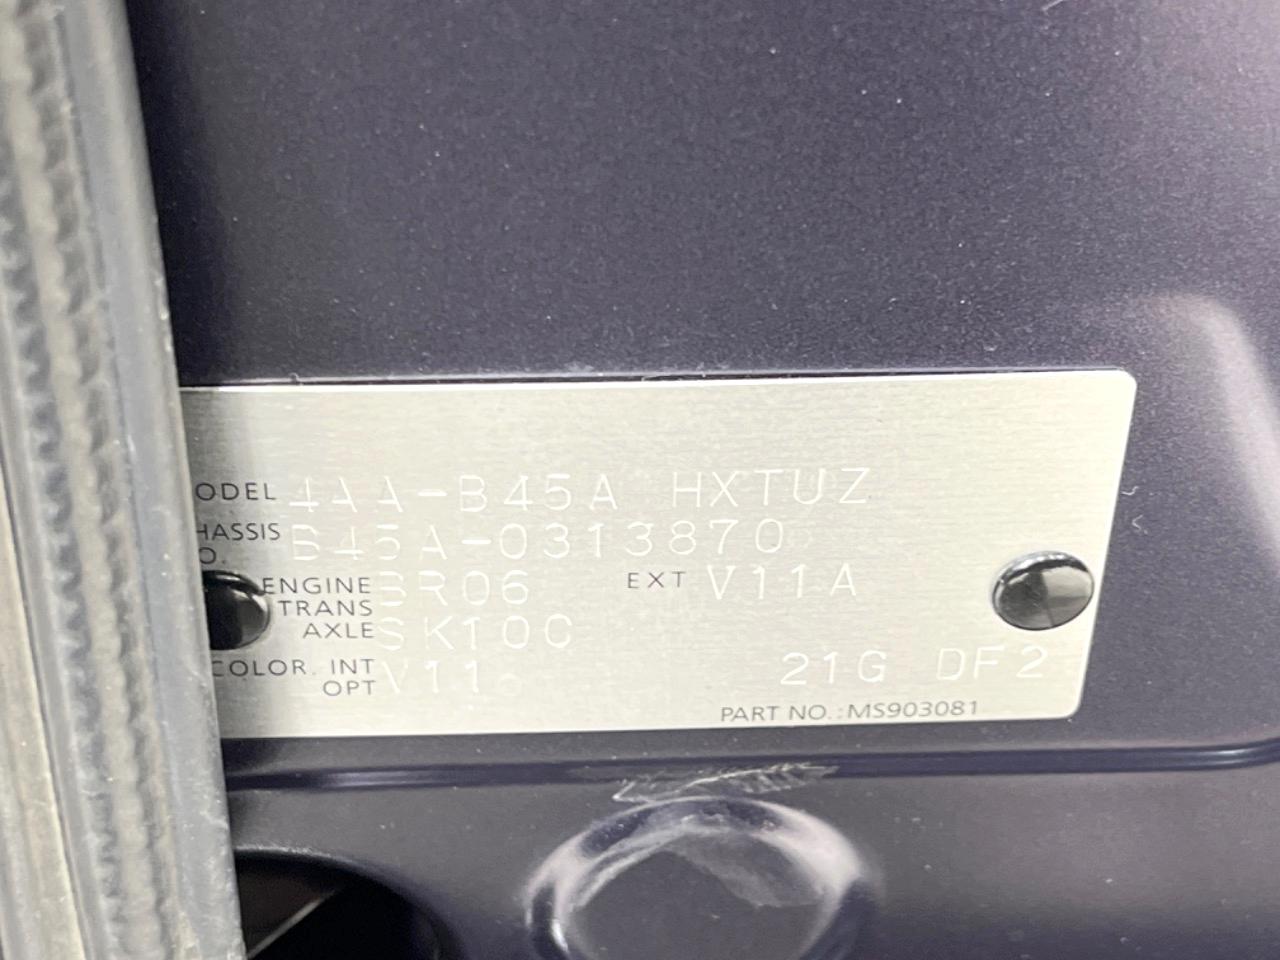 ODEL 4AA-B45A HXTUZ
HASSIS B45A-0313870
O.
ENGINE BR06 EXT V11A
TRANS
AXLE SK10C
COLOR. INT V11
OPT 21G DF2
PART NO.: MS903081